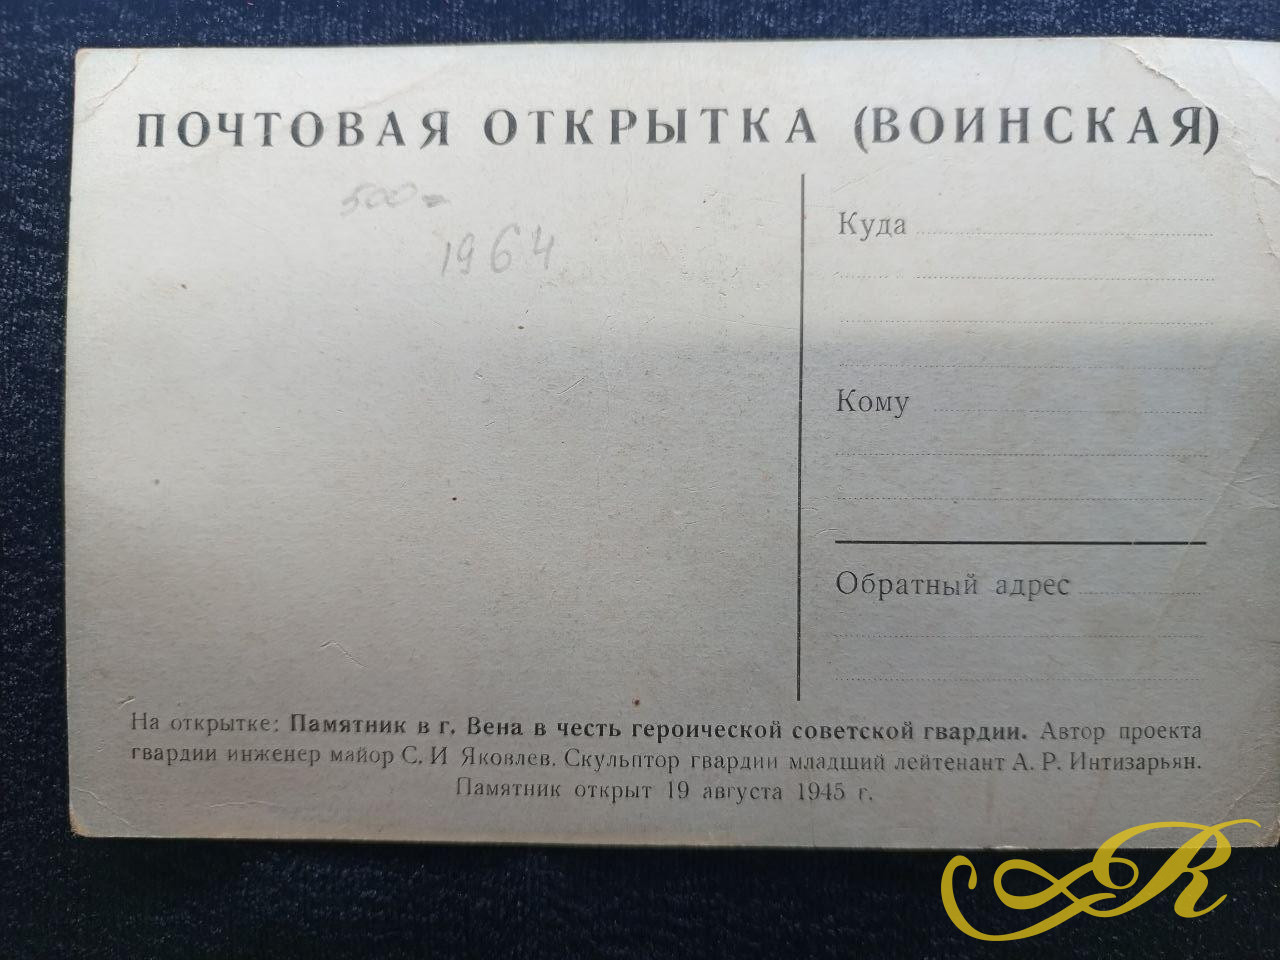 ПОЧТОВАЯ ОТКРЫТКА (ВОИНСКАЯ)
500=
1964
Куда
Кому
Обратный адрес
На открытке: Памятник в г. Вена в честь героической советской гвардии. Автор проекта
гвардии инженер майор С. И Яковлев. Скульптор гвардии младший лейтенант А. Р. Интизарьян.
Памятник открыт 19 августа 1945 г.
R